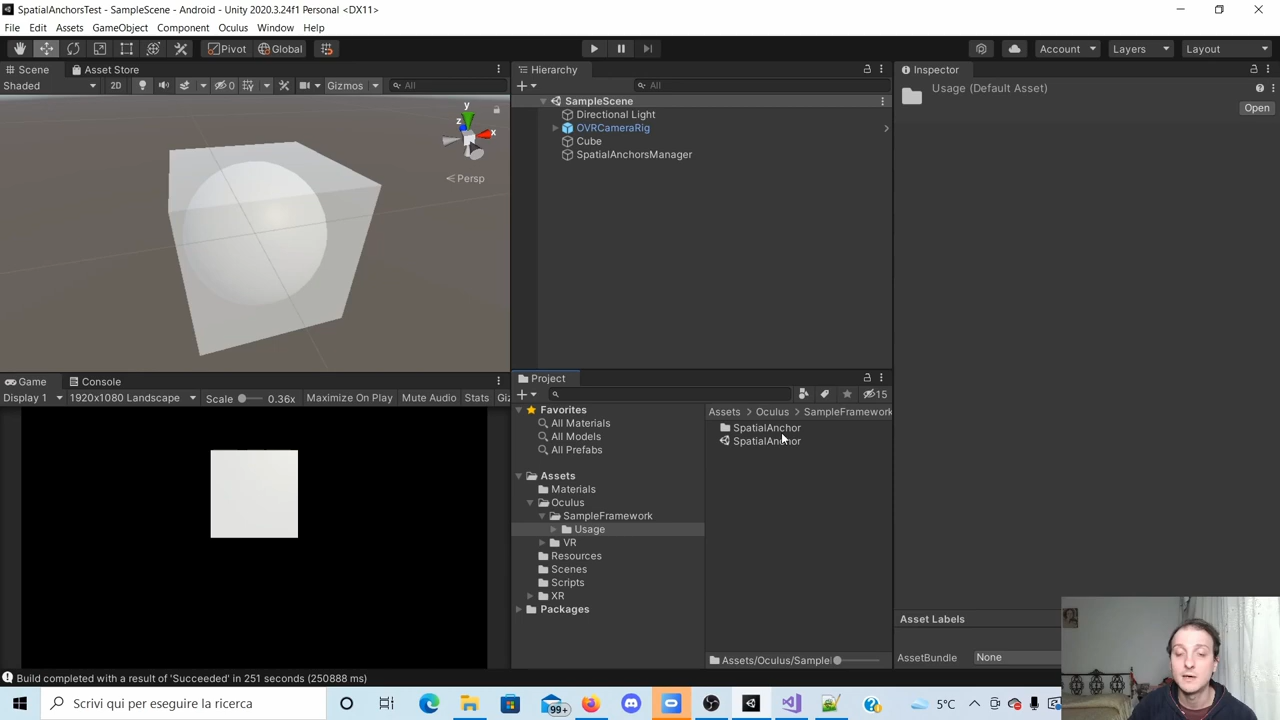 SpatialAnchorsTest - SampleScene - Android - Unity 2020.3.24f1 Personal <DX11>
File Edit Assets GameObject Component Oculus Window Help
Pivot Global Account Layers Layout
Scene Asset Store
Shaded 2D 0 Gizmos All
y
z x
Persp
Hierarchy
All
SampleScene
Directional Light
OVRCameraRig
Cube
SpatialAnchorsManager
Inspector
Usage (Default Asset)
Open
Game Console
Display 1 1920x1080 Landscape Scale 0.36x Maximize On Play Mute Audio Stats Giz
Project
15
Favorites
All Materials
All Models
All Prefabs
Assets
Materials
Oculus
SampleFramework
Usage
VR
Resources
Scenes
Scripts
XR
Packages
Assets > Oculus > SampleFramework
SpatialAnchor
SpatialAnchor
Assets/Oculus/Sample
Asset Labels
AssetBundle None
Build completed with a result of 'Succeeded' in 251 seconds (250888 ms)
Scrivi qui per eseguire la ricerca
99+
5°C